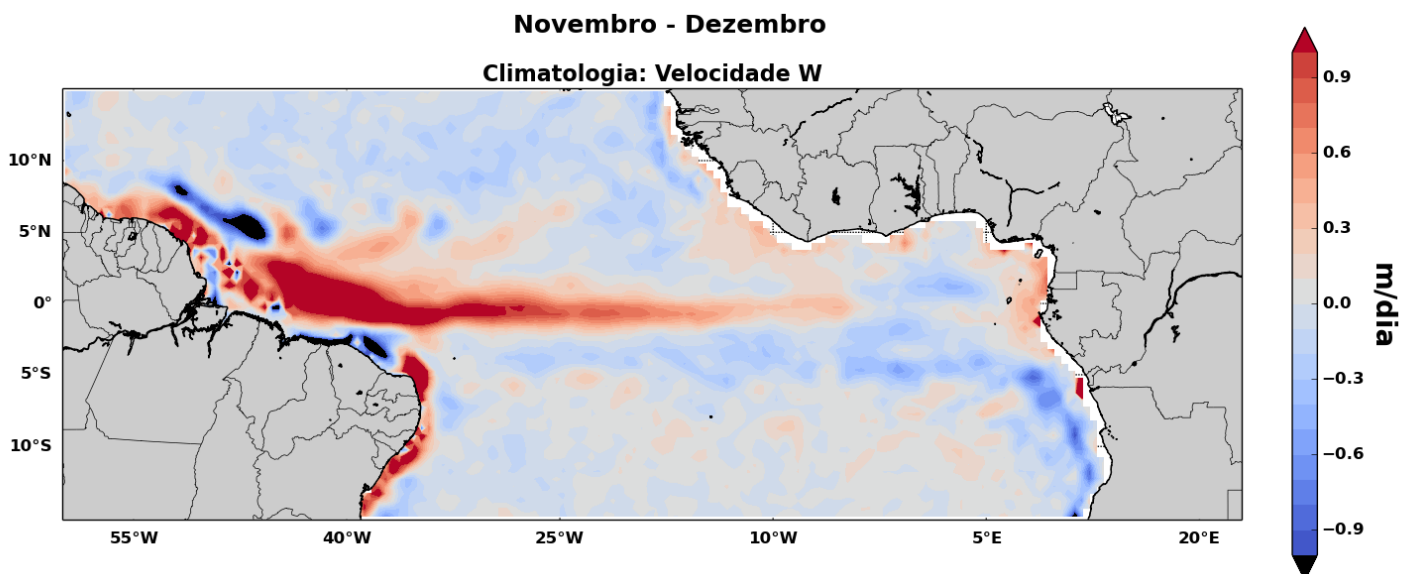 Novembro - Dezembro
Climatologia: Velocidade W
10°N
5°N
0°
5°S
10°S
55°W
40°W
25°W
10°W
5°E
20°E
0.9
0.6
0.3
0.0
−0.3
−0.6
−0.9
m/dia